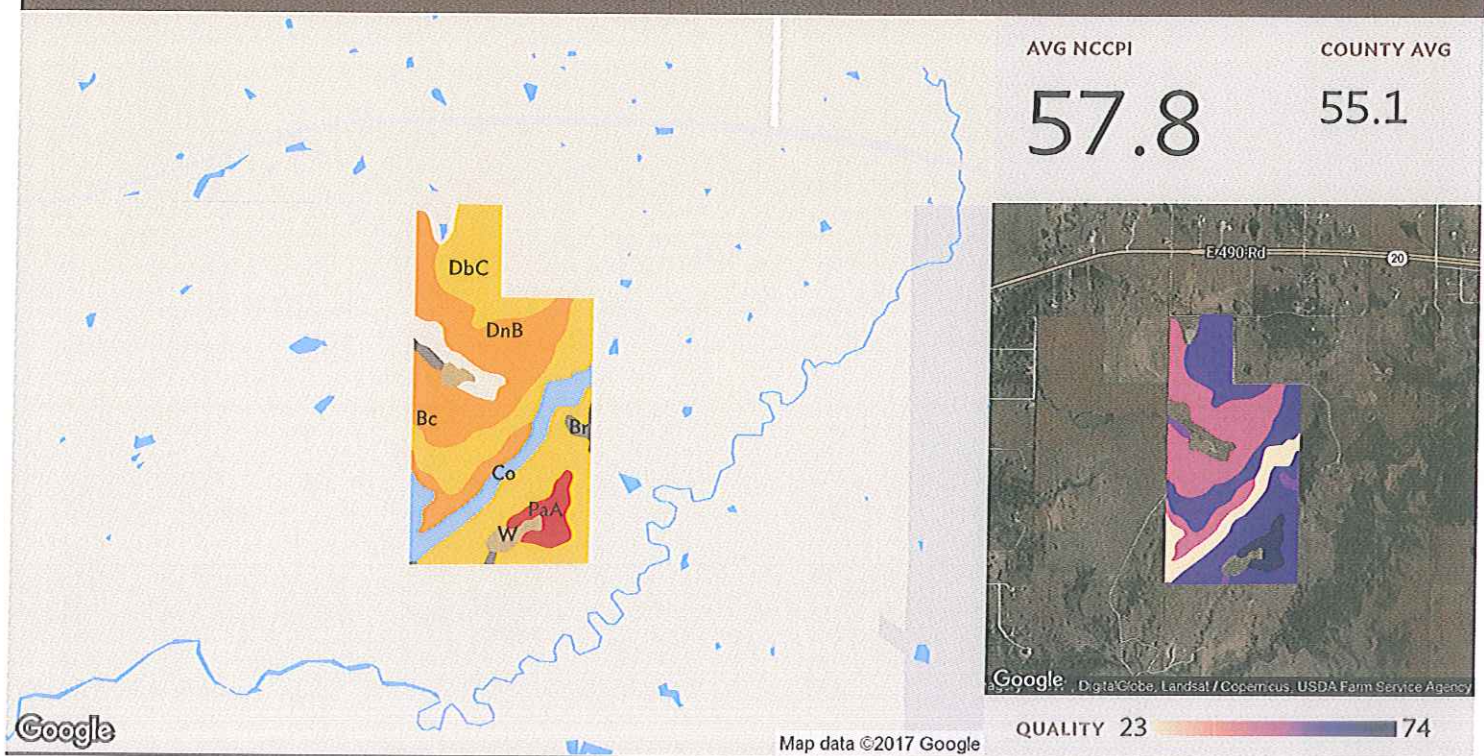 AVG NCCPI
57.8
COUNTY AVG
55.1
DbC
DnB
Bc
Br
Co
PaA
W
Google
Map data ©2017 Google
E 490 Rd
20
Google
, DigitalGlobe, Landsat / Copernicus, USDA Farm Service Agency
QUALITY 23 74